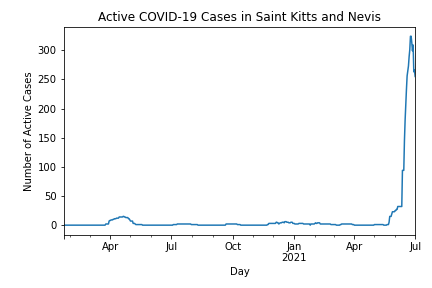 Active COVID-19 Cases in Saint Kitts and Nevis
Number of Active Cases
300
250
200
150
100
50
0
Apr
Jul
Oct
Jan
2021
Apr
Jul
Day